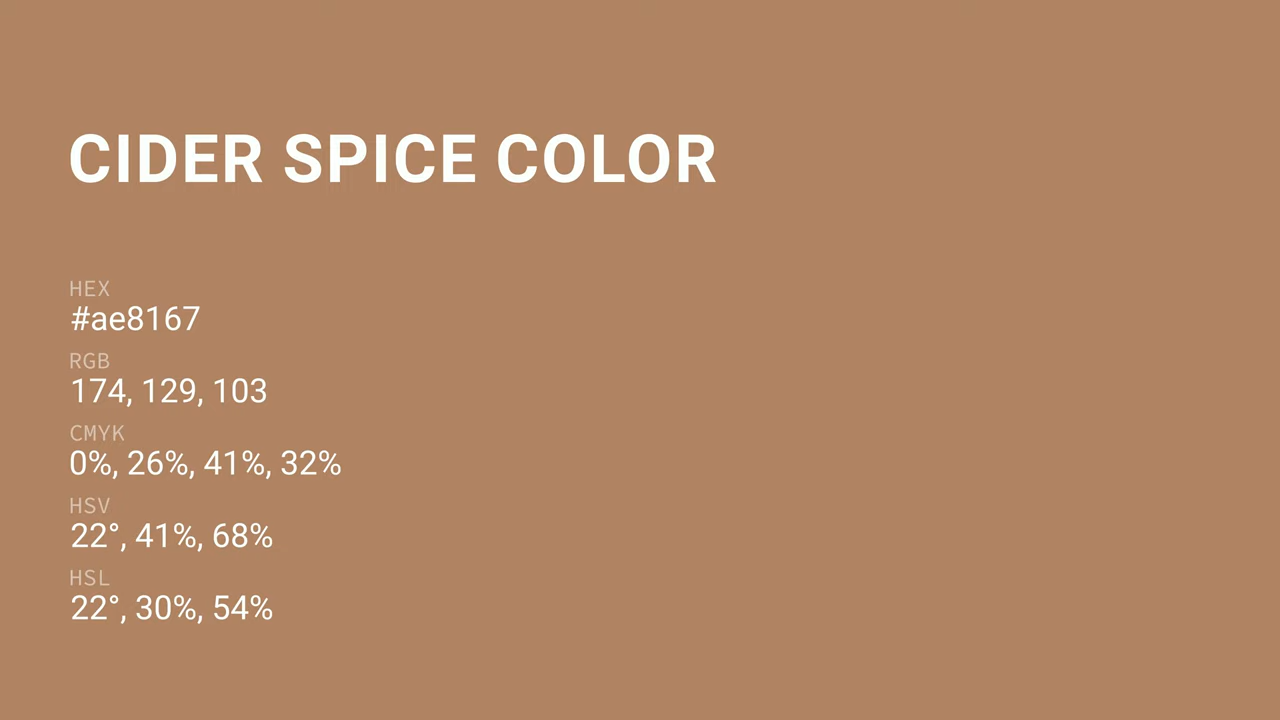 CIDER SPICE COLOR
HEX
#ae8167
RGB
174, 129, 103
CMYK
0%, 26%, 41%, 32%
HSV
22°, 41%, 68%
HSL
22°, 30%, 54%